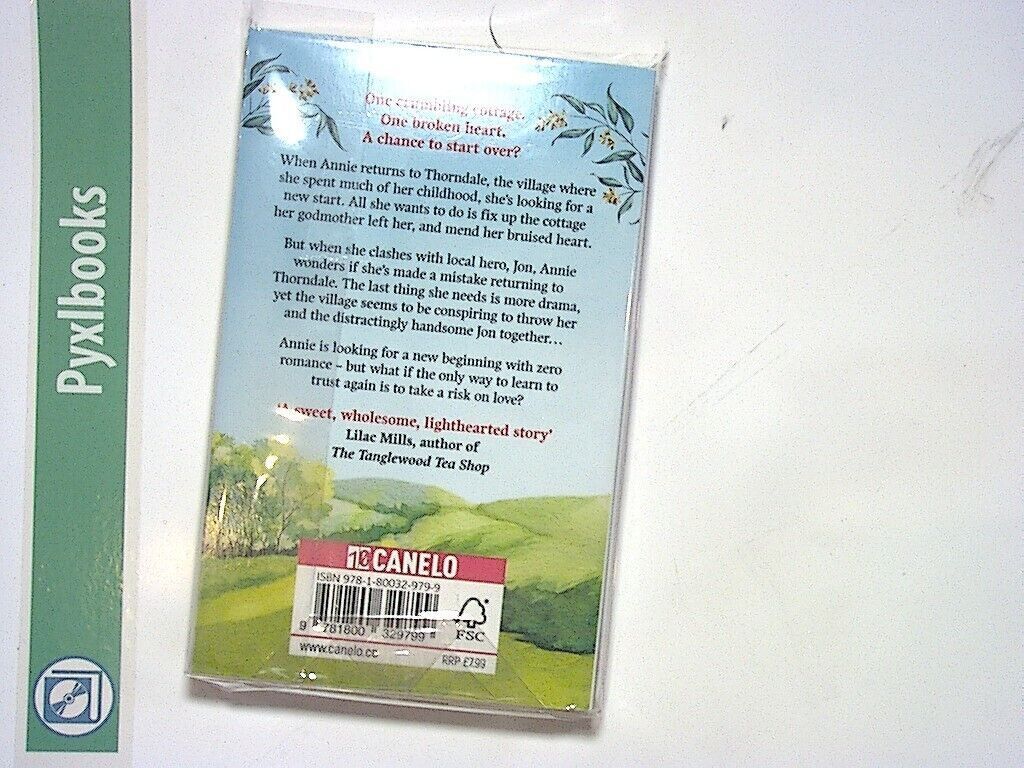 Pyxlbooks
One crumbling cottage.
One broken heart.
A chance to start over?
When Annie returns to Thorndale, the village where
she spent much of her childhood, she's looking for a
new start. All she wants to do is fix up the cottage
her godmother left her, and mend her bruised heart.
But when she clashes with local hero, Jon, Annie
wonders if she's made a mistake returning to
Thorndale. The last thing she needs is more drama,
yet the village seems to be conspiring to throw her
and the distractingly handsome Jon together...
Annie is looking for a new beginning with zero
romance – but what if the only way to learn to
trust again is to take a risk on love?
'A sweet, wholesome, lighthearted story'
Lilac Mills, author of
The Tanglewood Tea Shop
CANELO
ISBN 978-1-80032-979-9
9 781800 329799
FSC
www.canelo.co
RRP £7.99